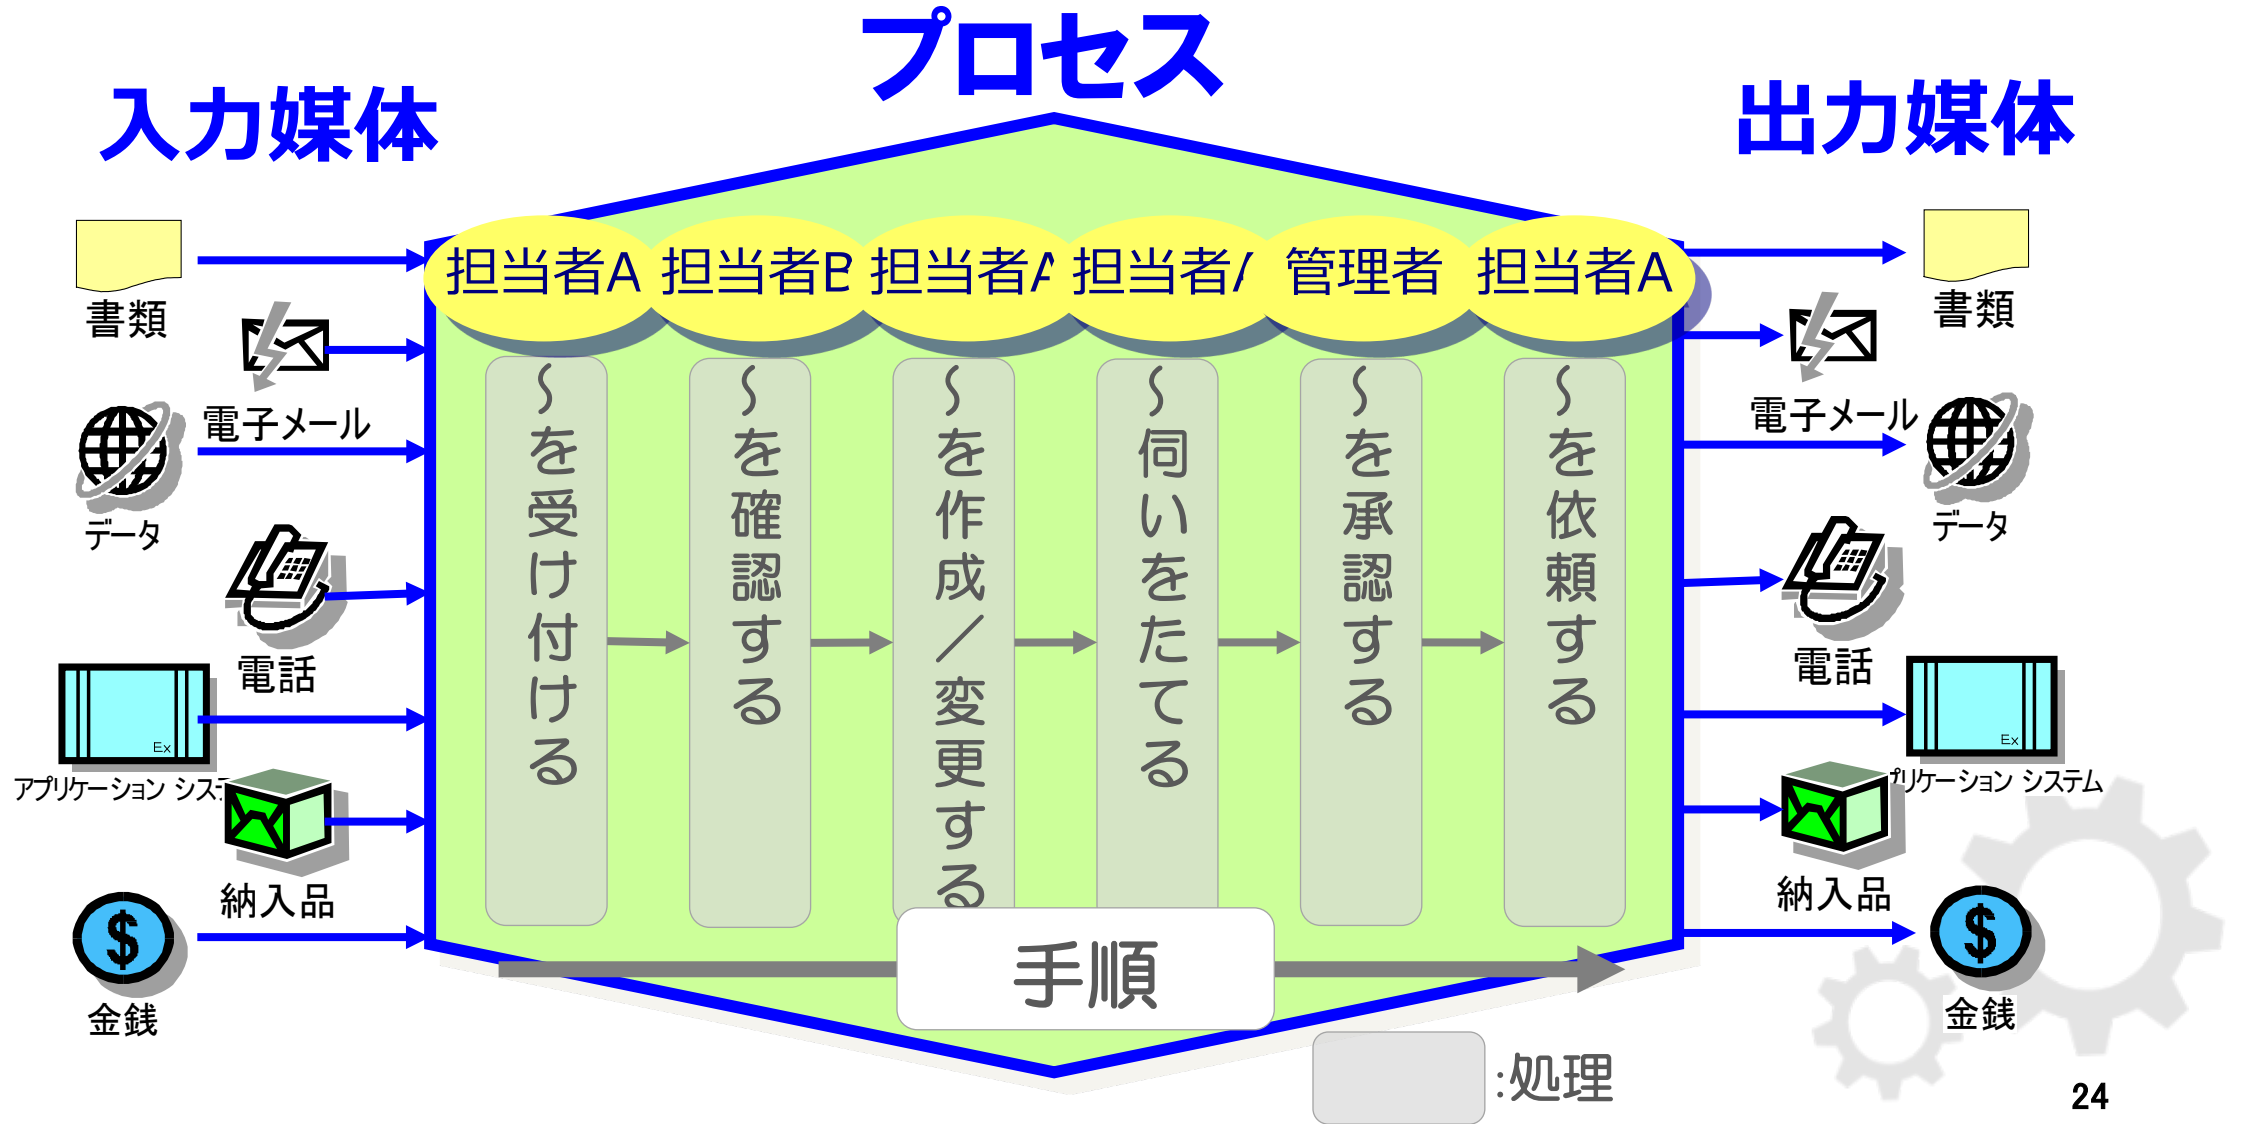 プロセス
入力媒体
出力媒体
書類
電子メール
データ
電話
Ex
アプリケーション システ
納入品
金銭
担当者A
担当者B
担当者A
担当者A
管理者
担当者A
～を受け付ける
～を確認する
～を作成／変更する
～伺いをたてる
～を承認する
～を依頼する
手順
:処理
書類
電子メール
データ
電話
Ex
プリケーション システム
納入品
金銭
24